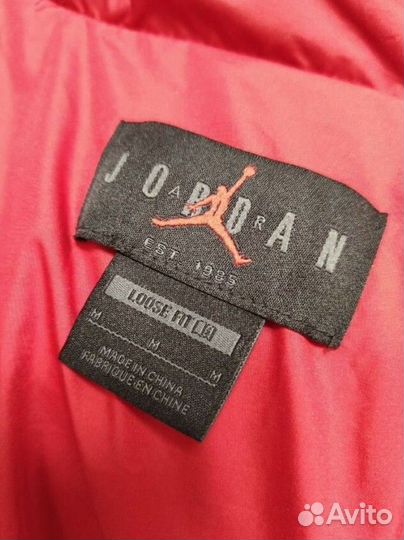 JORDAN
AIR
EST. 1985
LOOSE FIT
M M M
MADE IN CHINA
FABRIQUE EN CHINE
Avito